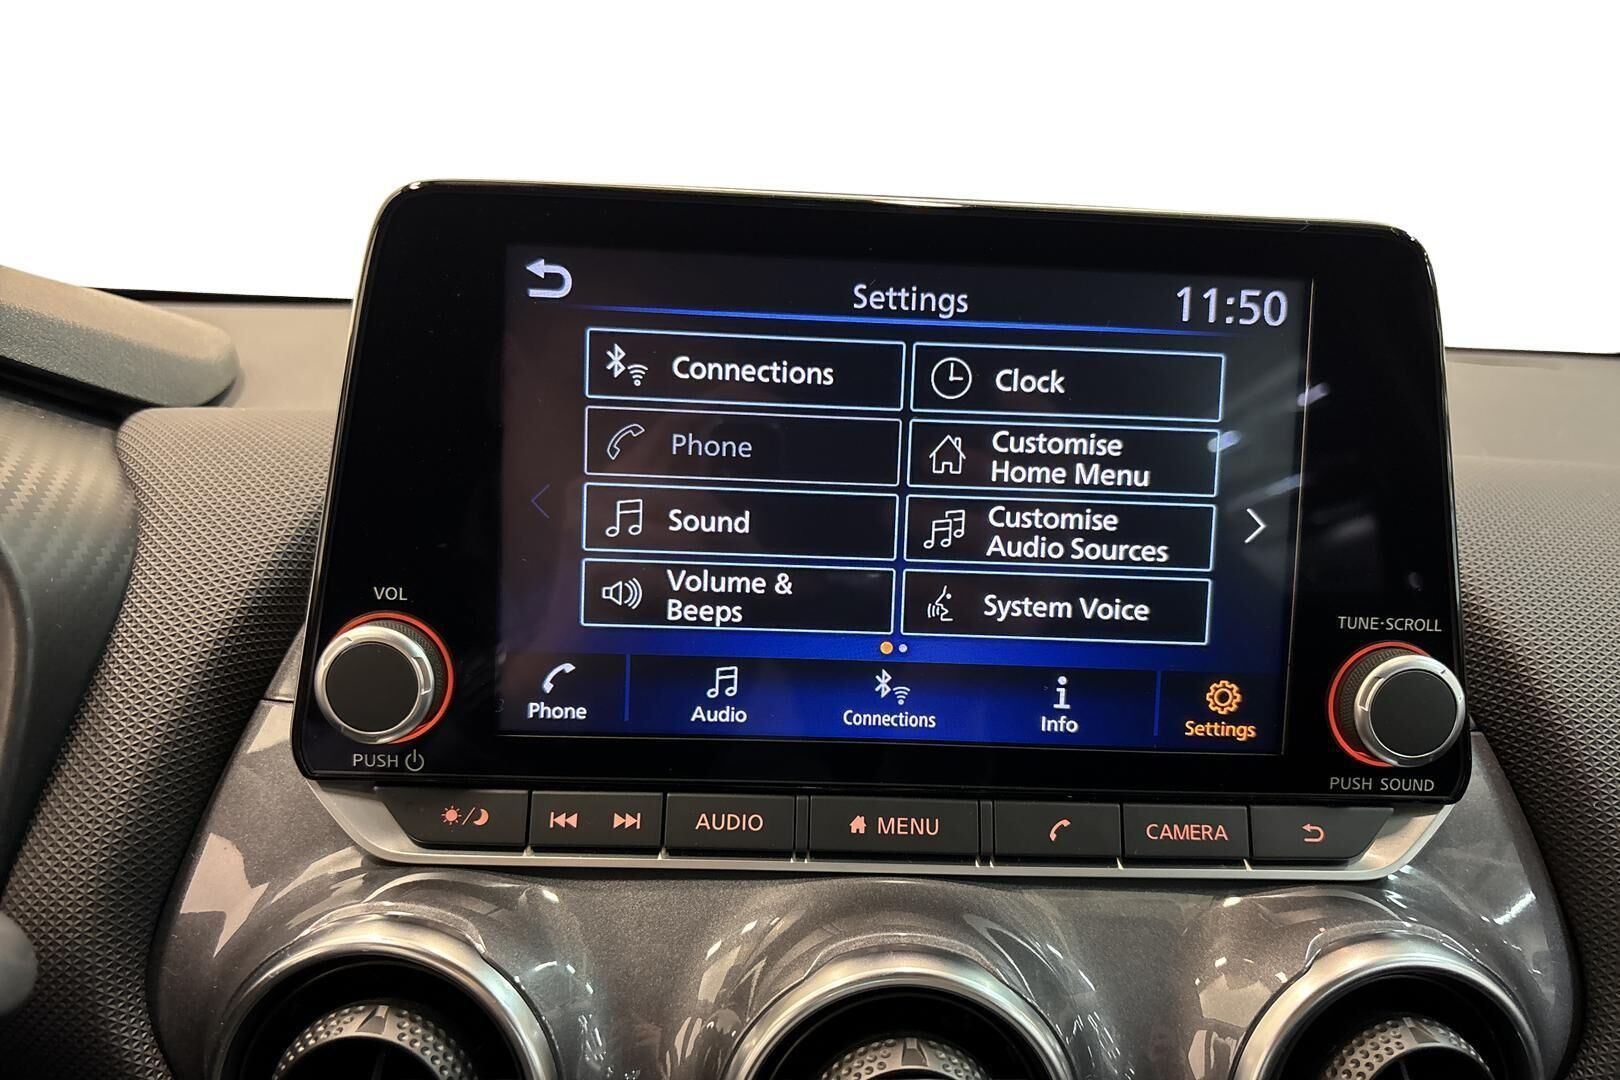 Settings
11:50
Connections
Clock
Phone
Customise
Home Menu
Sound
Customise
Audio Sources
Volume &
Beeps
System Voice
Phone
Audio
Connections
Info
Settings
VOL
PUSH
TUNE·SCROLL
PUSH SOUND
AUDIO
MENU
CAMERA